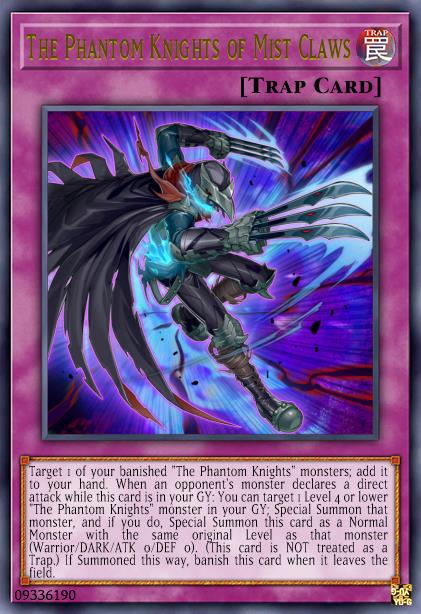 The Phantom Knights of Mist Claws
TRAP
罠
[Trap Card]
Target 1 of your banished "The Phantom Knights" monsters; add it
to your hand. When an opponent's monster declares a direct
attack while this card is in your GY: You can target 1 Level 4 or lower
"The Phantom Knights" monster in your GY; Special Summon that
monster, and if you do, Special Summon this card as a Normal
Monster with the same original Level as that monster
(Warrior/DARK/ATK 0/DEF 0). (This card is NOT treated as a
Trap.) If Summoned this way, banish this card when it leaves the
field.
09336190